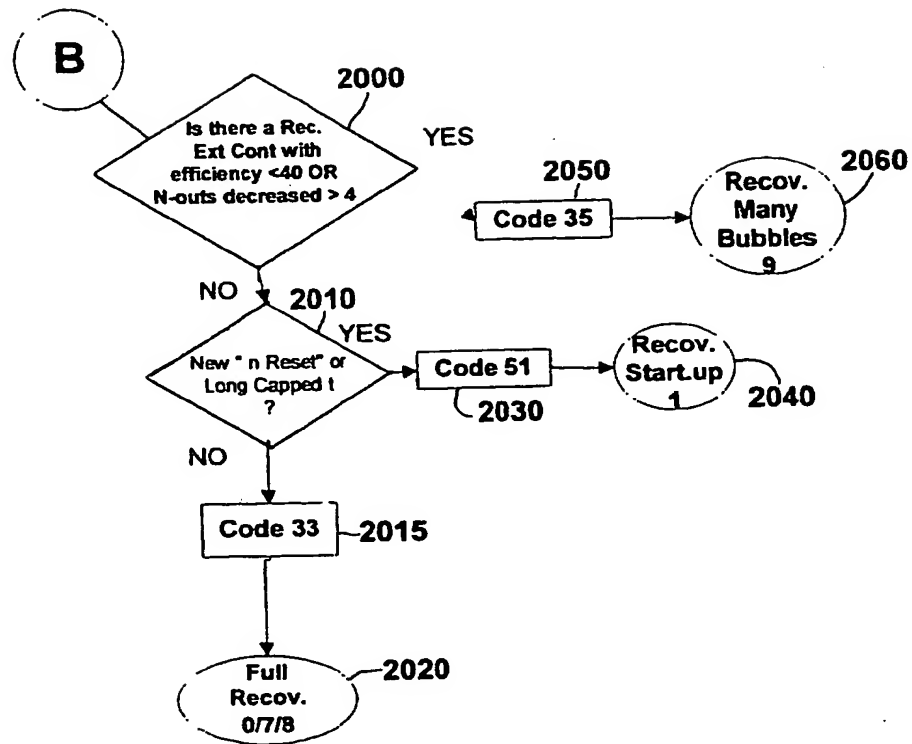 B
2000
Is there a Rec.
Ext Cont with
efficiency <40 OR
N-outs decreased > 4
YES
2050
Code 35
2060
Recov.
Many
Bubbles
9
NO
2010
YES
New " n Reset" or
Long Capped t
?
Code 51
2030
Recov.
Start.up
1
2040
NO
Code 33
2015
Full
Recov.
0/7/8
2020